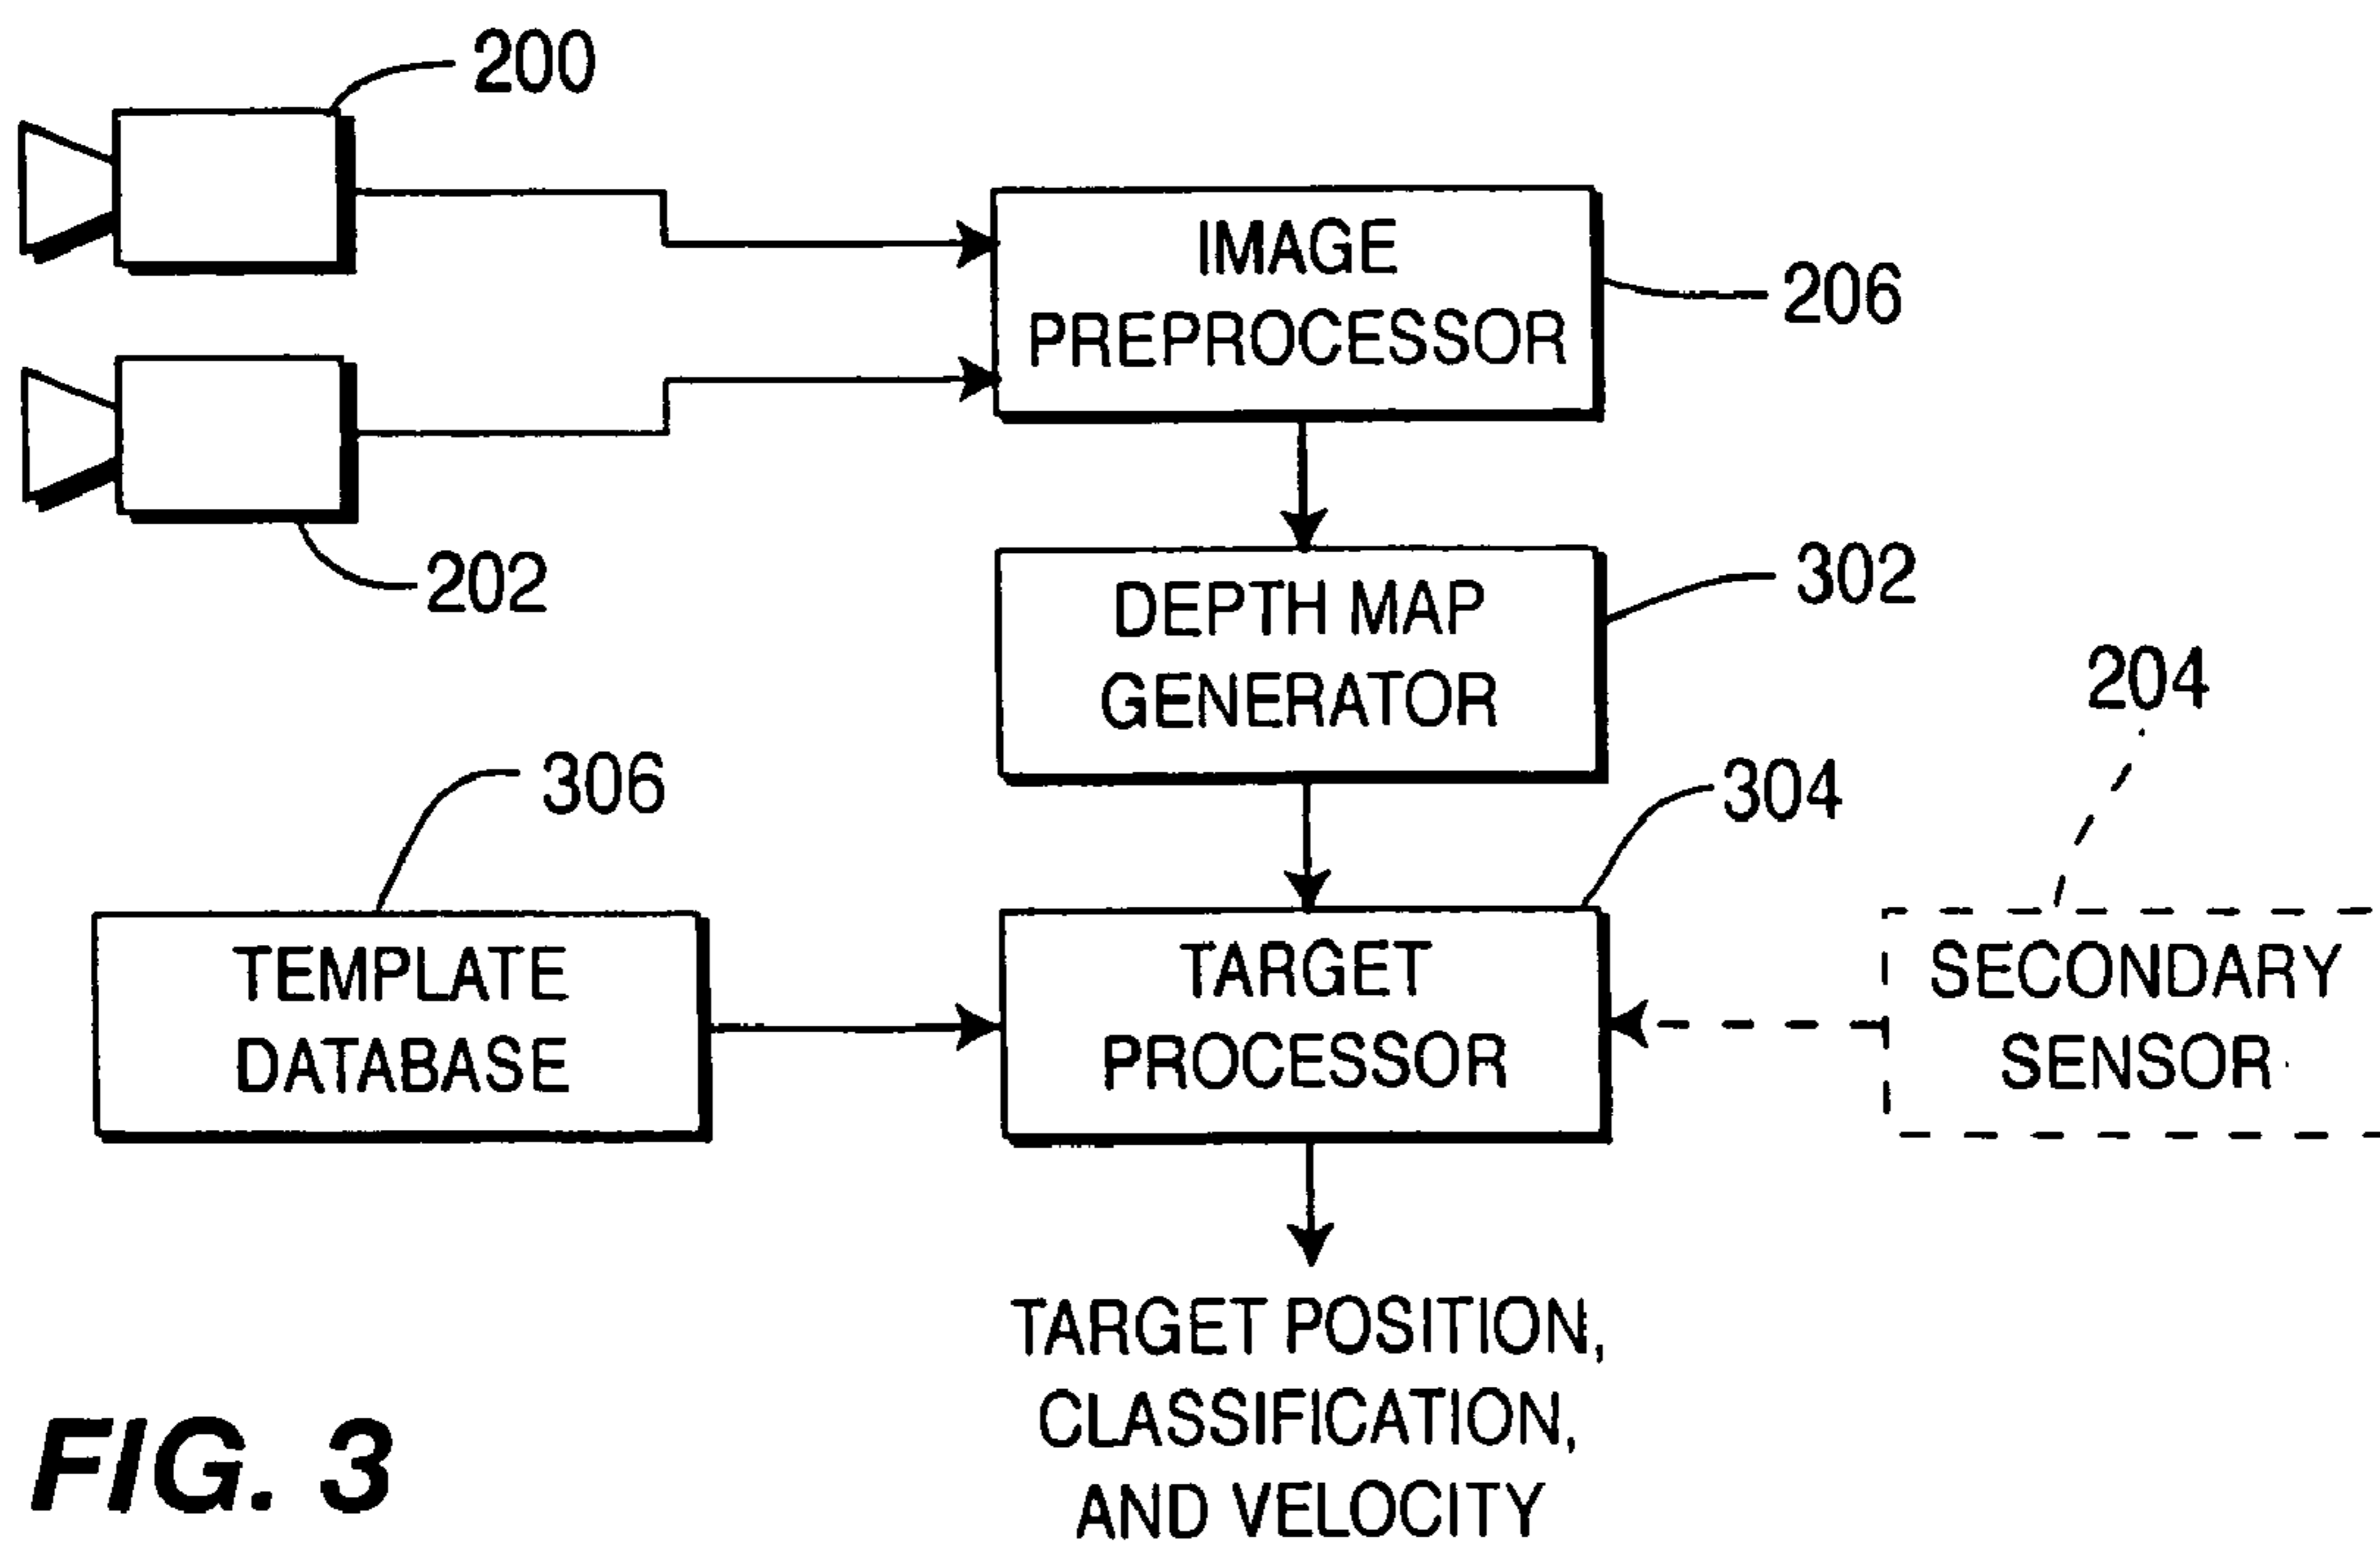 200
IMAGE
PREPROCESSOR
206
202
DEPTH MAP
GENERATOR
302
204
306
304
TEMPLATE
DATABASE
TARGET
PROCESSOR
SECONDARY
SENSOR
TARGET POSITION,
CLASSIFICATION,
AND VELOCITY
FIG. 3